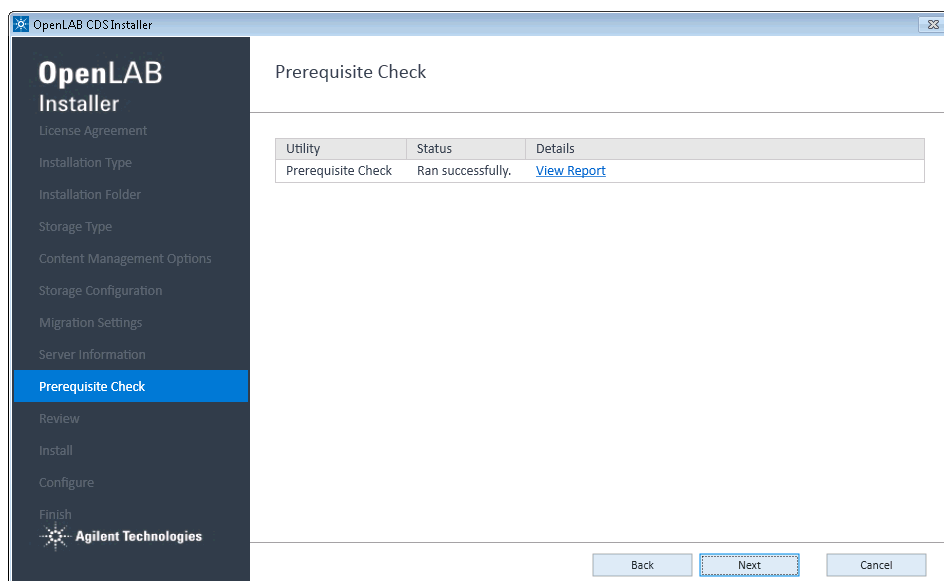 OpenLAB CDS Installer
OpenLAB
Installer
License Agreement
Installation Type
Installation Folder
Storage Type
Content Management Options
Storage Configuration
Migration Settings
Server Information
Prerequisite Check
Review
Install
Configure
Finish
Agilent Technologies
Prerequisite Check
Utility Status Details
Prerequisite Check Ran successfully. View Report
Back Next Cancel